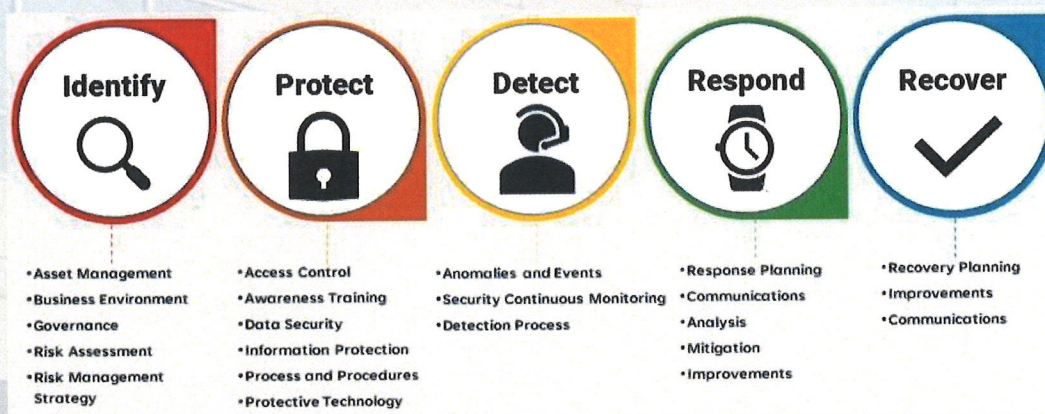 Identify
Protect
Detect
Respond
Recover
•Asset Management
•Business Environment
•Governance
•Risk Assessment
•Risk Management
Strategy
•Access Control
•Awareness Training
•Data Security
•Information Protection
•Process and Procedures
•Protective Technology
•Anomalies and Events
•Security Continuous Monitoring
•Detection Process
•Response Planning
•Communications
•Analysis
•Mitigation
•Improvements
•Recovery Planning
•Improvements
•Communications